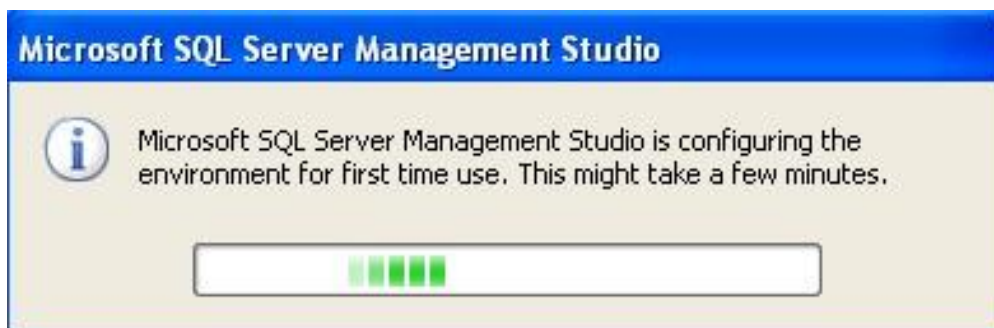 Microsoft SQL Server Management Studio
Microsoft SQL Server Management Studio is configuring the
environment for first time use. This might take a few minutes.